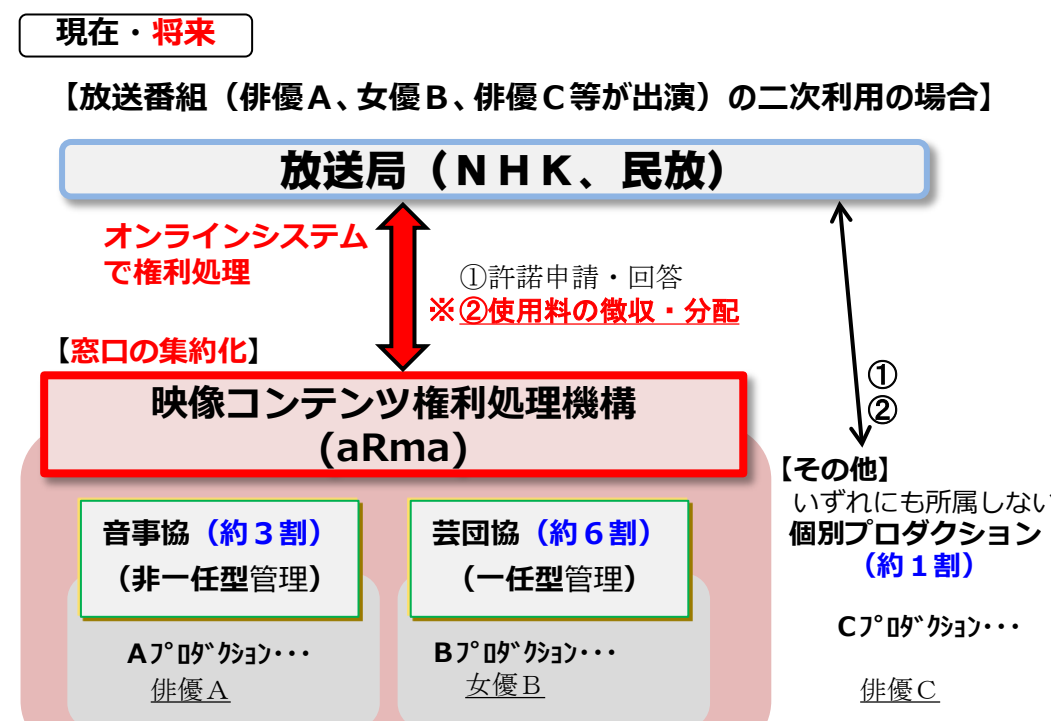 現在・将来
【放送番組（俳優Ａ、女優Ｂ、俳優Ｃ等が出演）の二次利用の場合】
放送局（ＮＨＫ、民放）
オンラインシステム
で権利処理
①許諾申請・回答
※②使用料の徴収・分配
【窓口の集約化】
映像コンテンツ権利処理機構
(aRma)
①
②
【その他】
いずれにも所属しない
個別プロダクション
（約１割）
音事協（約３割）
（非一任型管理）
芸団協（約６割）
（一任型管理）
Aﾌﾟﾛﾀﾞｸｼｮﾝ･･･
俳優Ａ
Bﾌﾟﾛﾀﾞｸｼｮﾝ･･･
女優Ｂ
Cﾌﾟﾛﾀﾞｸｼｮﾝ･･･
俳優Ｃ